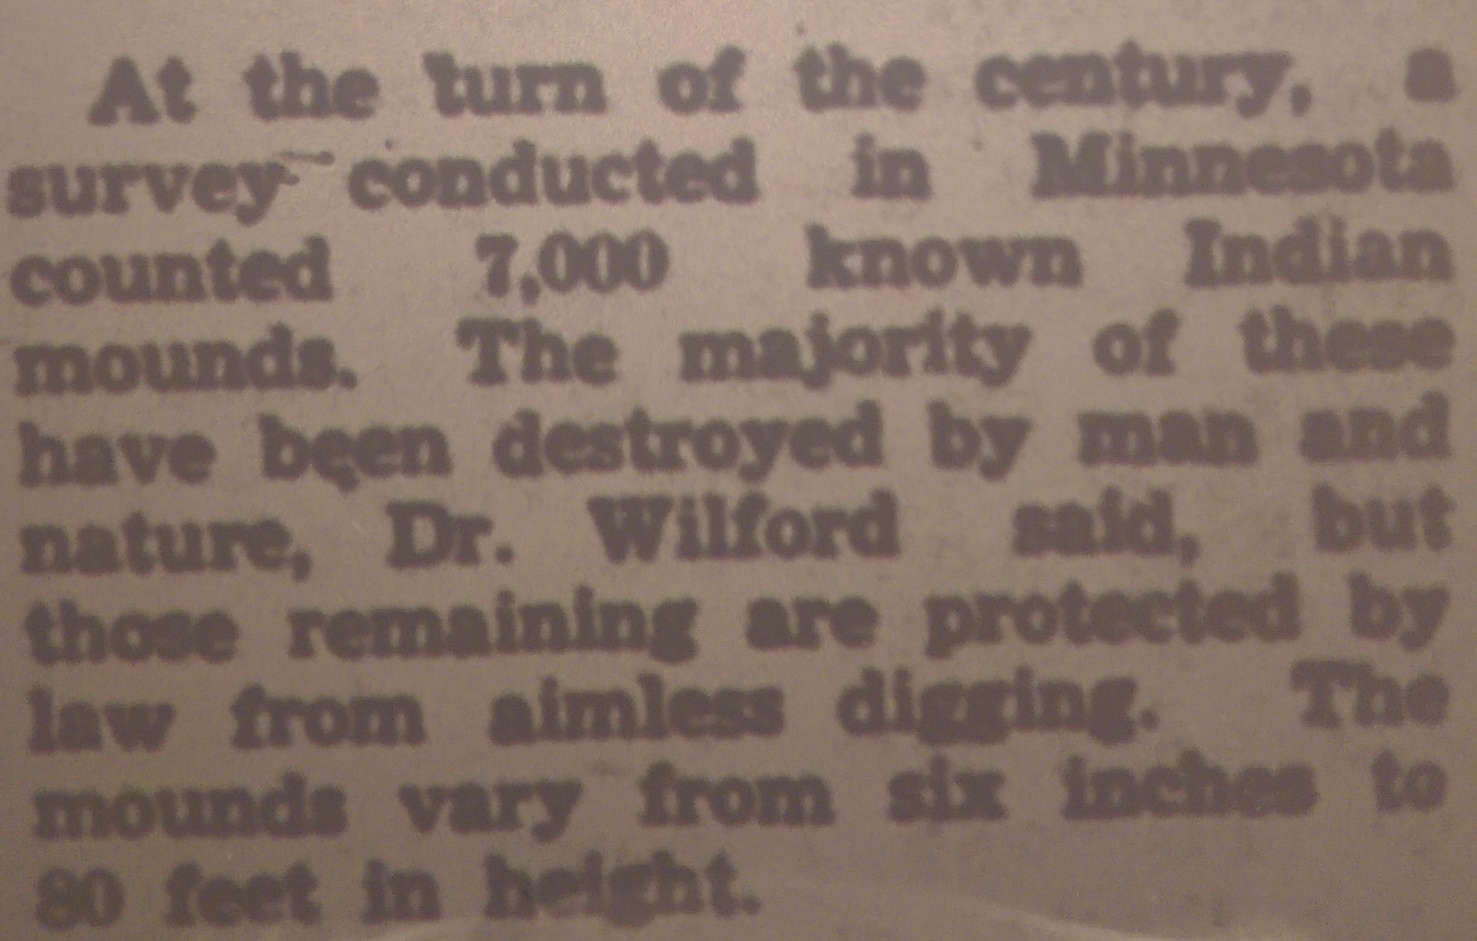 At the turn of the century, a
survey conducted in Minnesota
counted 7,000 known Indian
mounds. The majority of these
have been destroyed by man and
nature, Dr. Wilford said, but
those remaining are protected by
law from aimless digging. The
mounds vary from six inches to
80 feet in height.